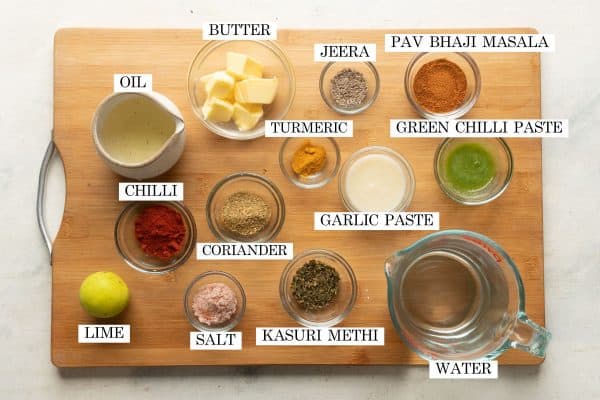 BUTTER
JEERA
PAV BHAJI MASALA
OIL
TURMERIC
GREEN CHILLI PASTE
CHILLI
GARLIC PASTE
CORIANDER
LIME
SALT
KASURI METHI
WATER